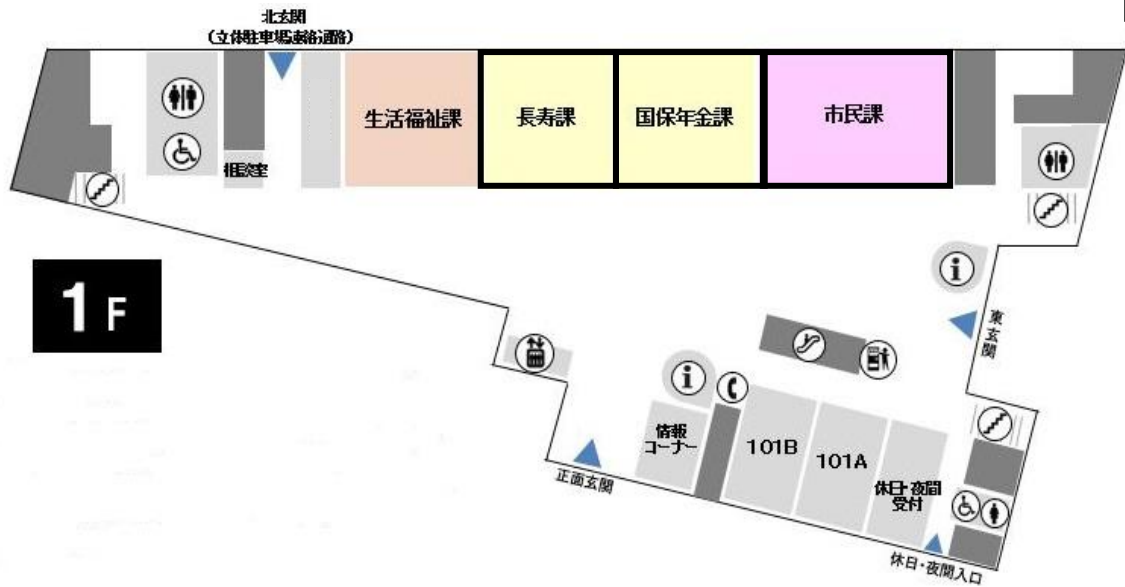 北玄関
(立体駐車場連絡通路)
生活福祉課
長寿課
国保年金課
市民課
相談室
1F
東玄関
情報
コーナー
101B
101A
休日・夜間
受付
正面玄関
休日・夜間入口